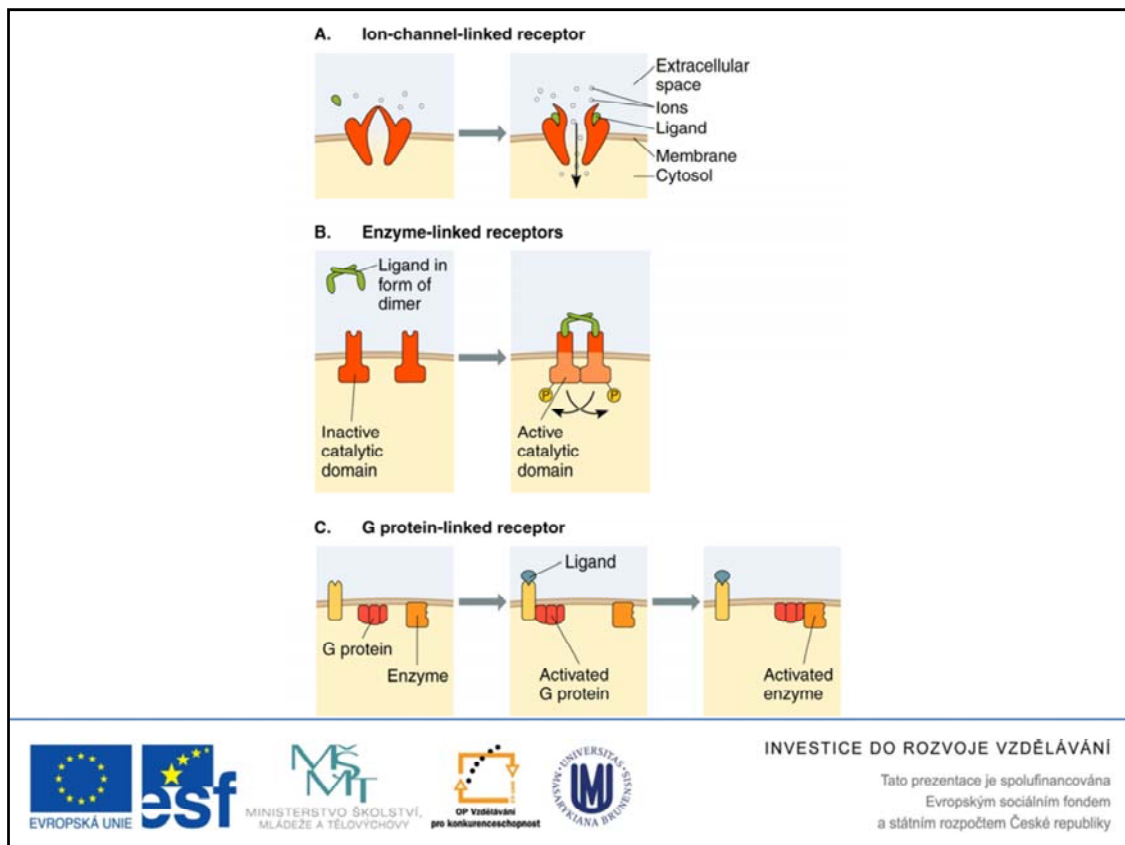 A. Ion-channel-linked receptor
Extracellular
space
Ions
Ligand
Membrane
Cytosol
B. Enzyme-linked receptors
Ligand in
form of
dimer
P
P
Inactive
catalytic
domain
Active
catalytic
domain
C. G protein-linked receptor
Ligand
G protein
Enzyme
Activated
G protein
Activated
enzyme
EVROPSKÁ UNIE
esf
MŠMT
MINISTERSTVO ŠKOLSTVÍ,
MLÁDEŽE A TĚLOVÝCHOVY
OP Vzdělávání
pro konkurenceschopnost
INVESTICE DO ROZVOJE VZDĚLÁVÁNÍ
Tato prezentace je spolufinancována
Evropským sociálním fondem
a státním rozpočtem České republiky